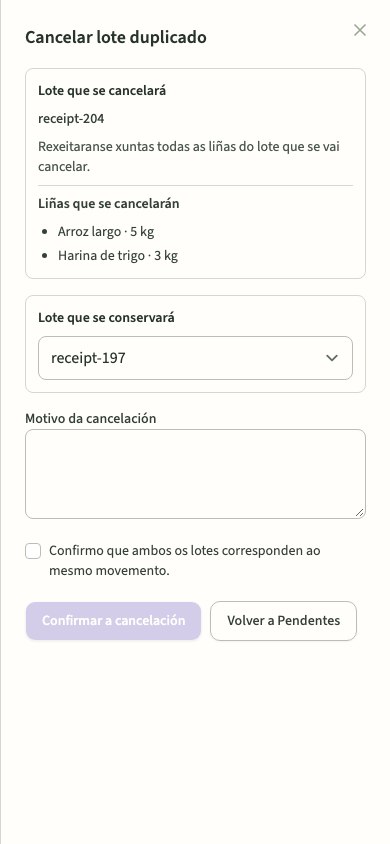 Cancelar lote duplicado
Lote que se cancelará
receipt-204
Rexeitaranse xuntas todas as liñas do lote que se vai
cancelar.
Liñas que se cancelarán
Arroz largo · 5 kg
Harina de trigo · 3 kg
Lote que se conservará
receipt-197
Motivo da cancelación
Confirmo que ambos os lotes corresponden ao
mesmo movemento.
Confirmar a cancelación
Volver a Pendentes